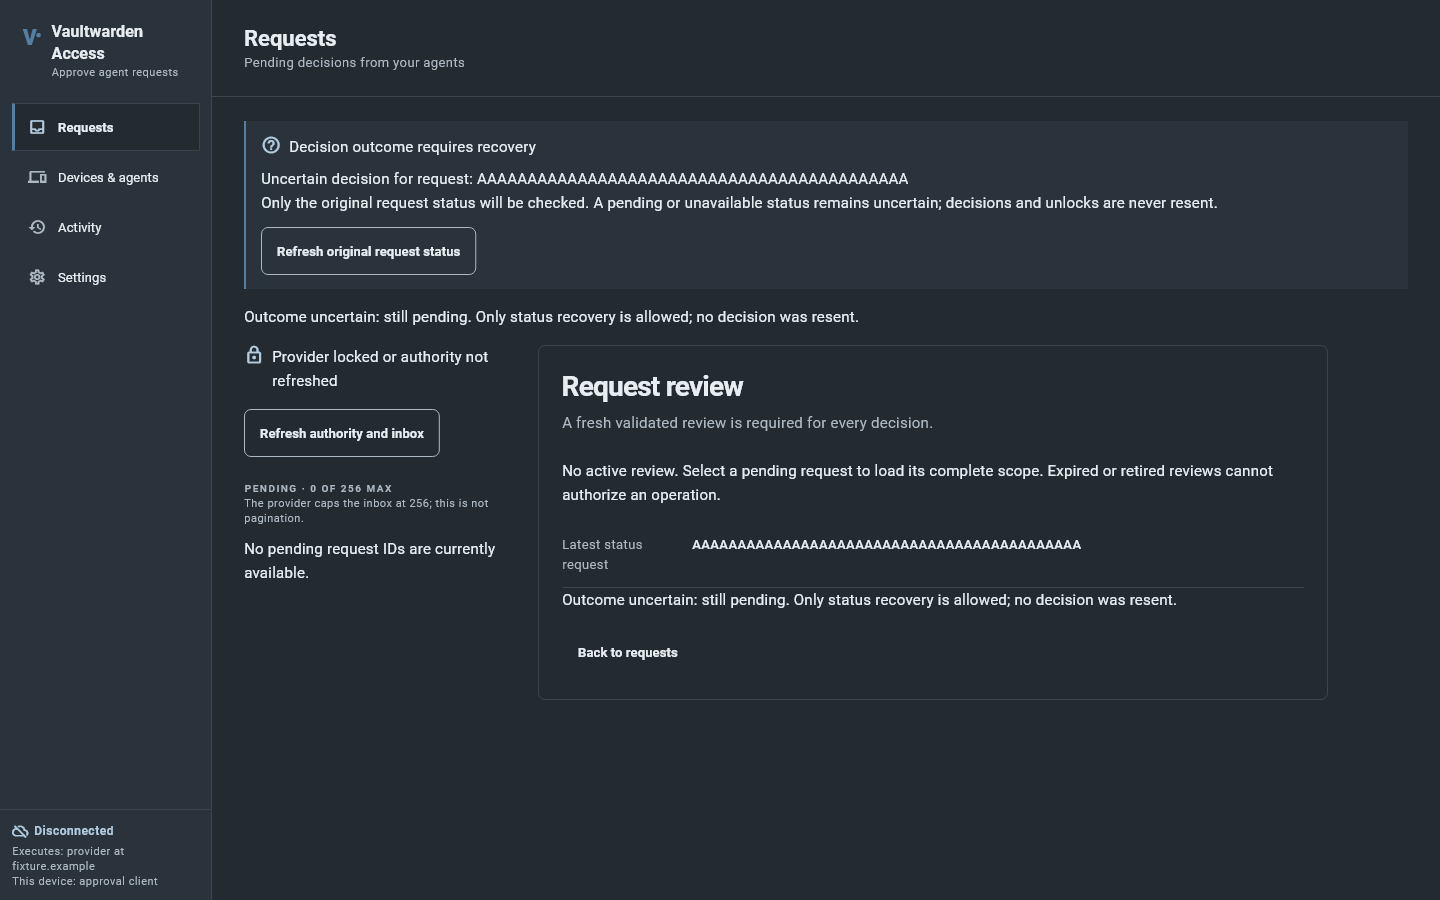 Vaultwarden
Access
Approve agent requests
Requests
Devices & agents
Activity
Settings
Disconnected
Executes: provider at
fixture.example
This device: approval client
Requests
Pending decisions from your agents
Decision outcome requires recovery
Uncertain decision for request: AAAAAAAAAAAAAAAAAAAAAAAAAAAAAAAAAAAAAAAAAAA
Only the original request status will be checked. A pending or unavailable status remains uncertain; decisions and unlocks are never resent.
Refresh original request status
Outcome uncertain: still pending. Only status recovery is allowed; no decision was resent.
Provider locked or authority not
refreshed
Refresh authority and inbox
PENDING · 0 OF 256 MAX
The provider caps the inbox at 256; this is not
pagination.
No pending request IDs are currently
available.
Request review
A fresh validated review is required for every decision.
No active review. Select a pending request to load its complete scope. Expired or retired reviews cannot
authorize an operation.
Latest status
request
AAAAAAAAAAAAAAAAAAAAAAAAAAAAAAAAAAAAAAAAAAA
Outcome uncertain: still pending. Only status recovery is allowed; no decision was resent.
Back to requests